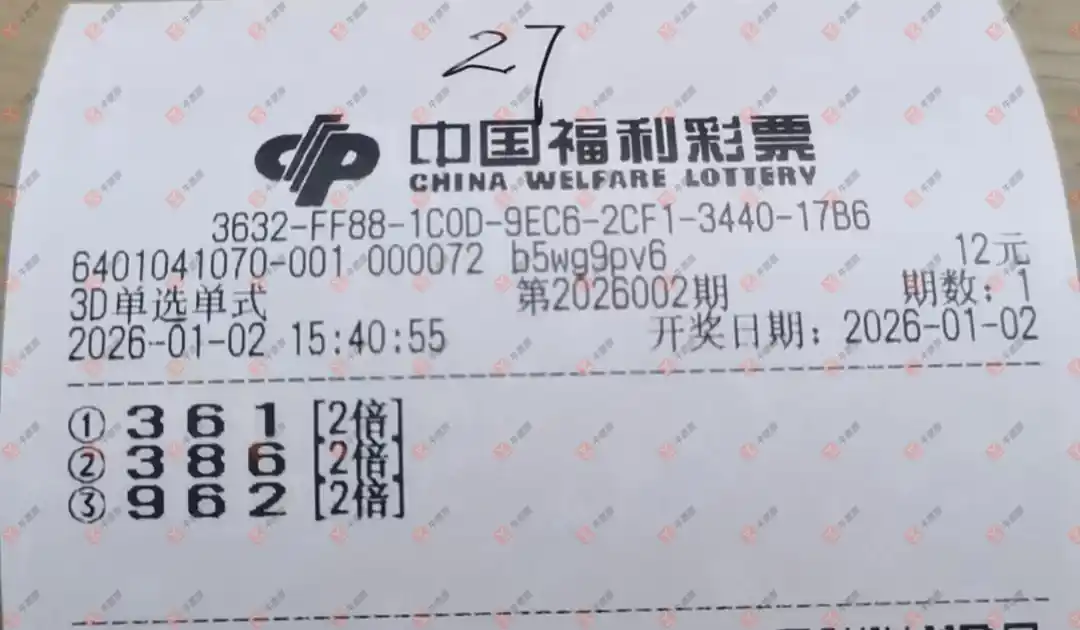 27
中国福利彩票
CHINA WELFARE LOTTERY
3632-FF88-1C0D-9EC6-2CF1-3440-17B6
6401041070-001 000072 b5wg9pv6 12元
3D单选单式 第2026002期 期数：1
2026-01-02 15:40:55 开奖日期：2026-01-02
① 3 6 1 [2倍]
② 3 8 6 [2倍]
③ 9 6 2 [2倍]